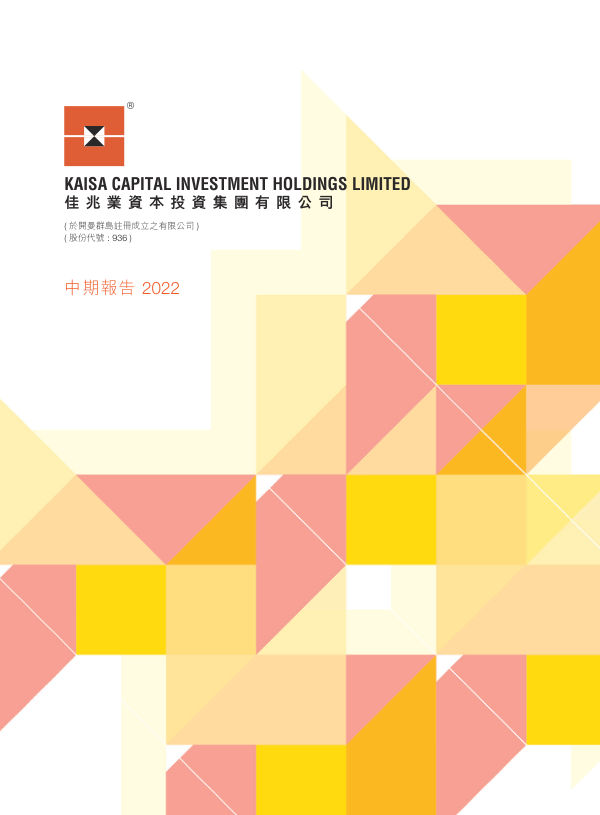 ®
KAISA CAPITAL INVESTMENT HOLDINGS LIMITED
佳兆業資本投資集團有限公司
(於開曼群島註冊成立之有限公司)
(股份代號：936)
中期報告 2022